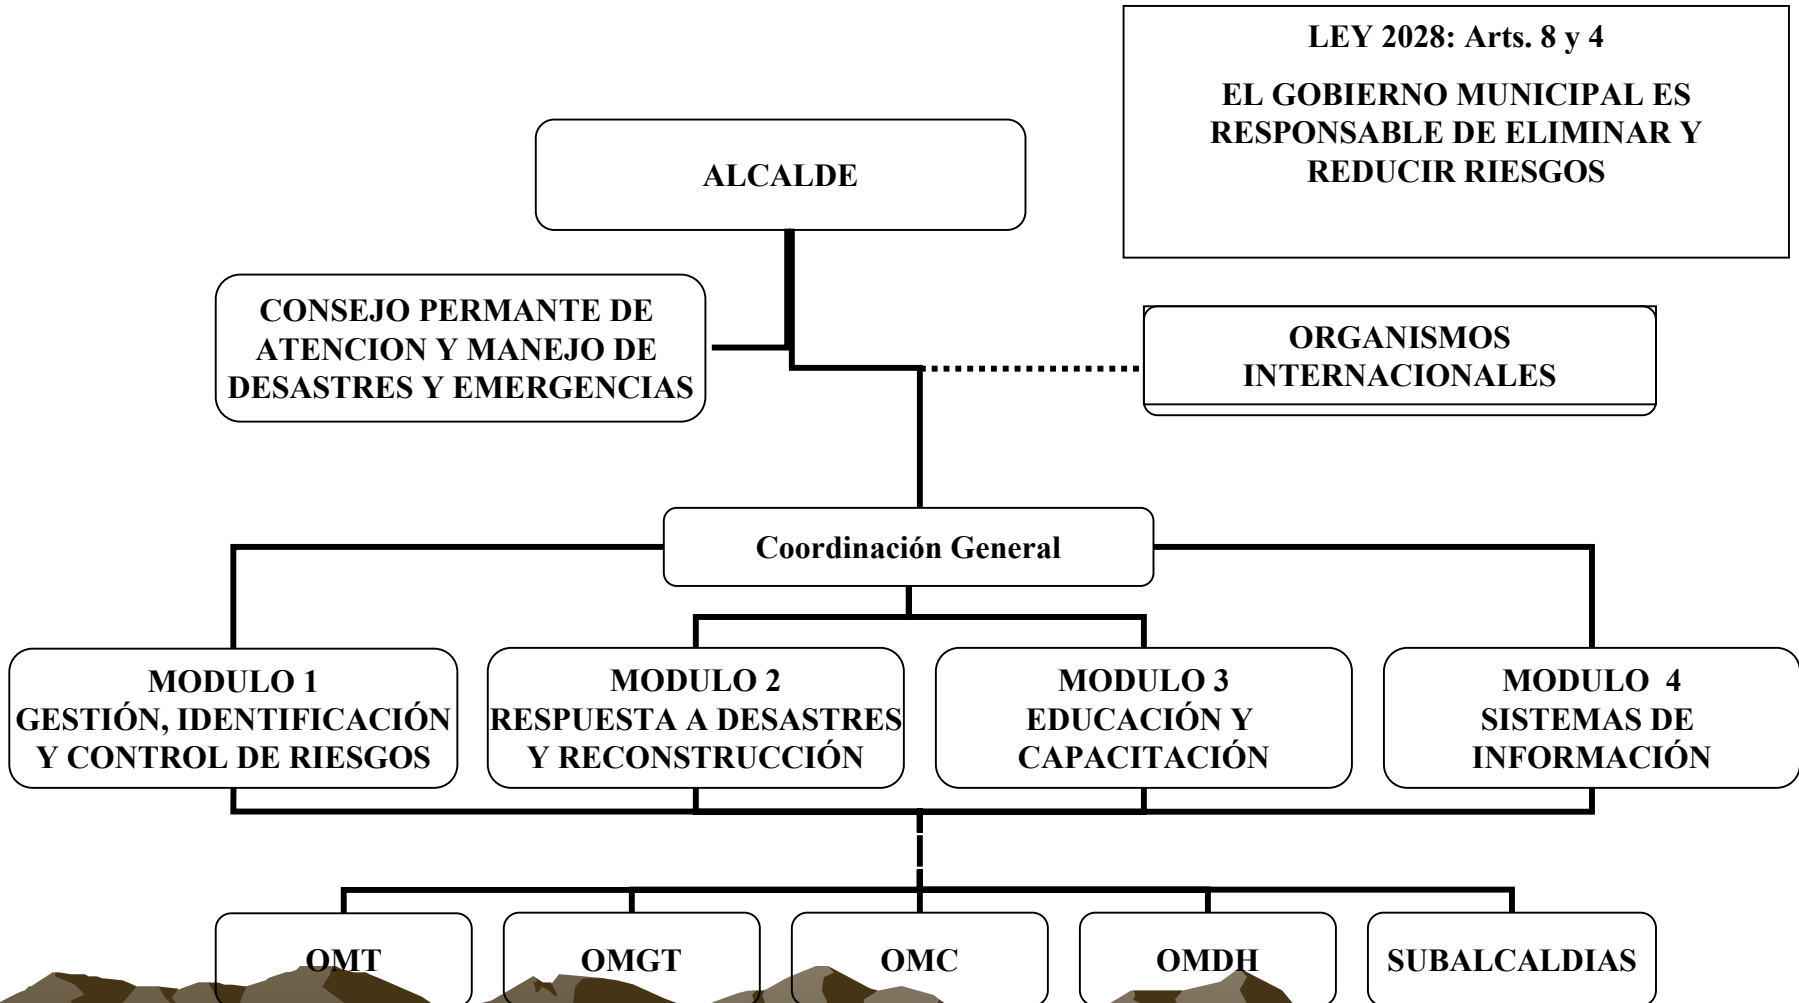 LEY 2028: Arts. 8 y 4
EL GOBIERNO MUNICIPAL ES
RESPONSABLE DE ELIMINAR Y
REDUCIR RIESGOS
ALCALDE
CONSEJO PERMANTE DE
ATENCION Y MANEJO DE
DESASTRES Y EMERGENCIAS
ORGANISMOS
INTERNACIONALES
Coordinación General
MODULO 1
GESTIÓN, IDENTIFICACIÓN
Y CONTROL DE RIESGOS
MODULO 2
RESPUESTA A DESASTRES
Y RECONSTRUCCIÓN
MODULO 3
EDUCACIÓN Y
CAPACITACIÓN
MODULO 4
SISTEMAS DE
INFORMACIÓN
OMT
OMGT
OMC
OMDH
SUBALCALDIAS